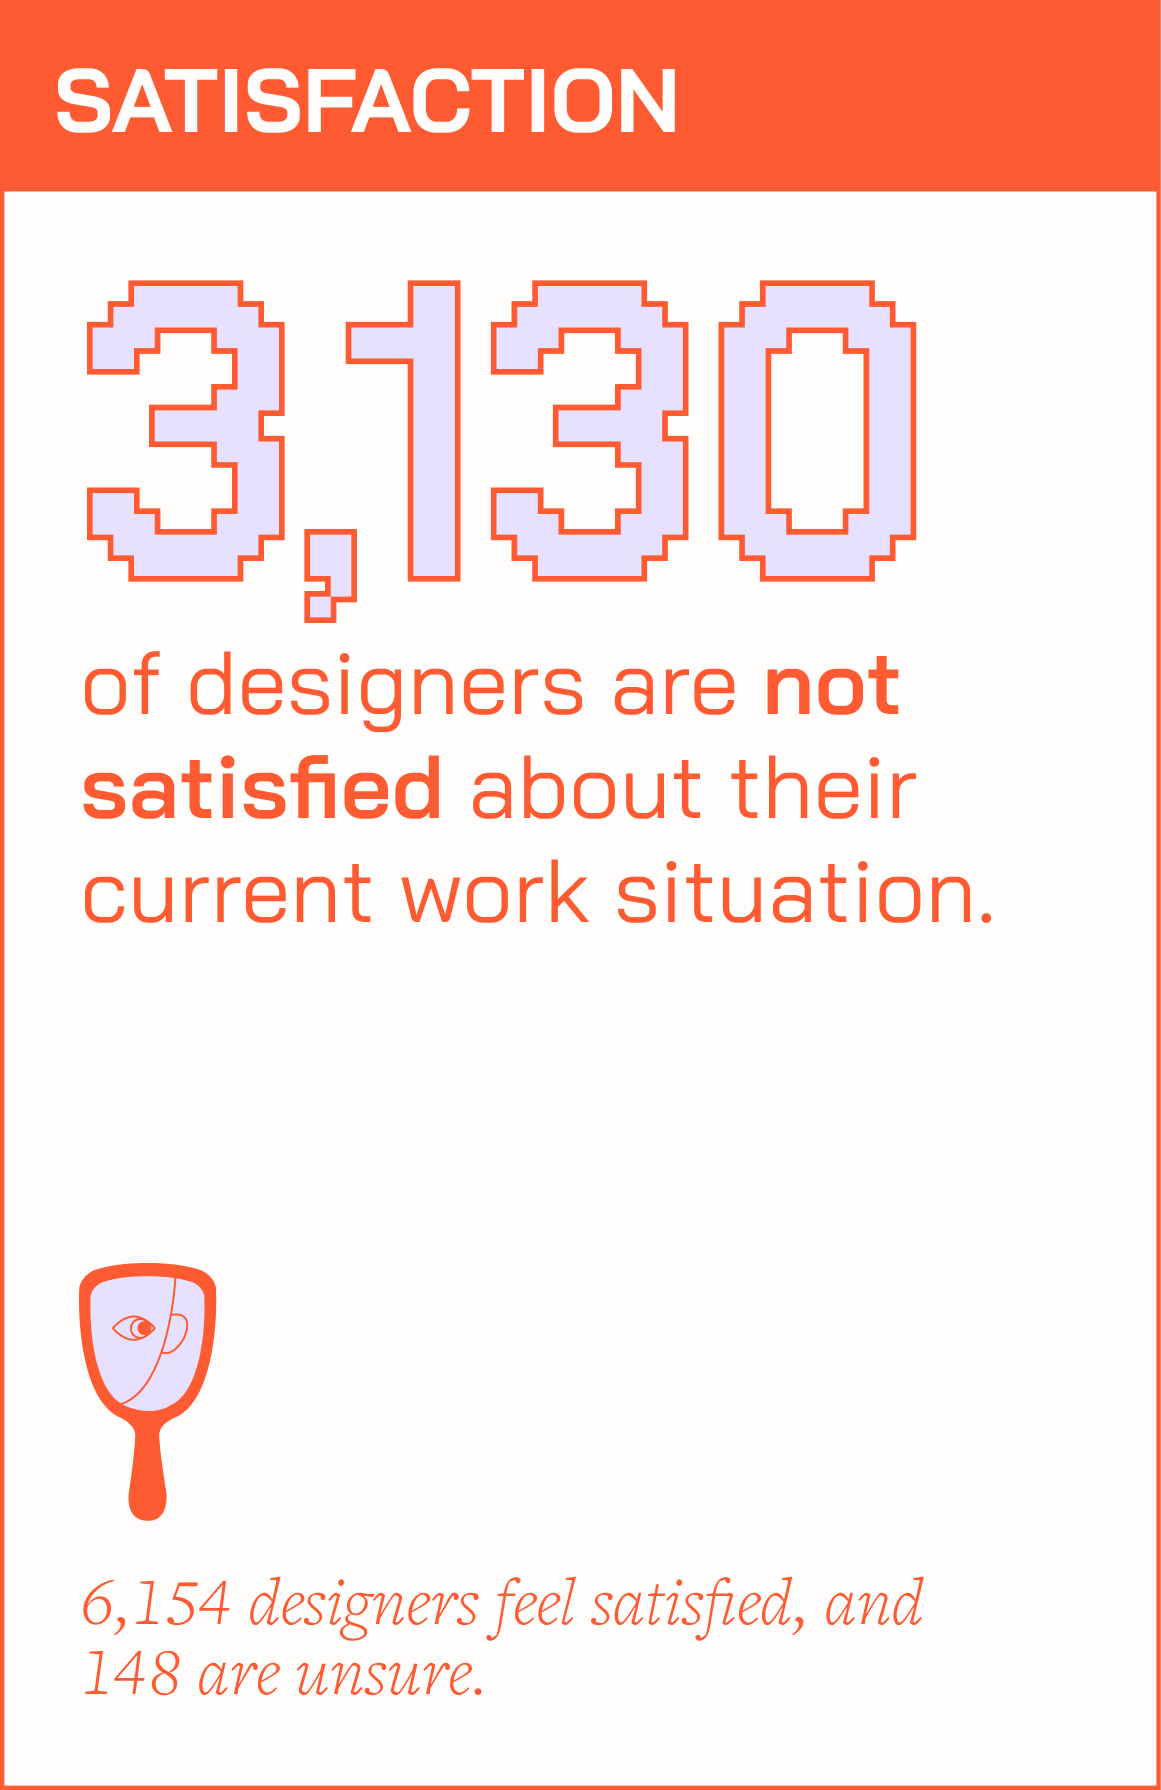 SATISFACTION
3,130
of designers are not
satisfied about their
current work situation.
6,154 designers feel satisfied, and
148 are unsure.